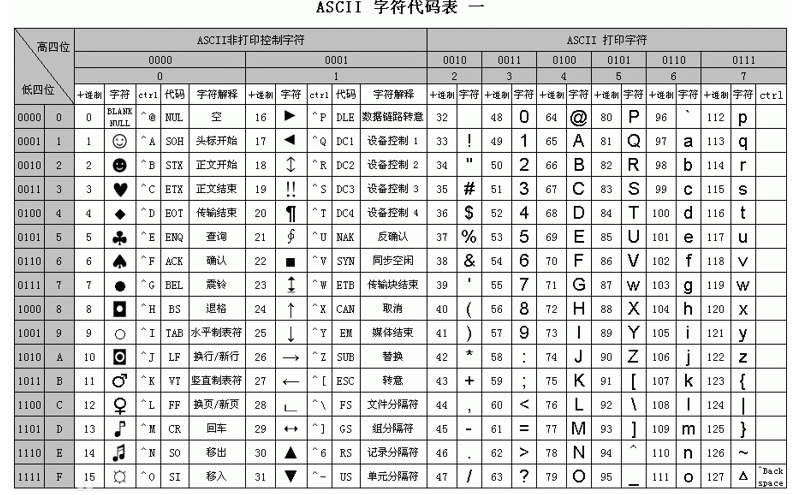 ASCII 字符代码表 一
高四位 ASCII非打印控制字符 ASCII 打印字符
0000 0001 0010 0011 0100 0101 0110 0111
低四位 0 1 2 3 4 5 6 7
十进制 字符 ctrl 代码 字符解释 十进制 字符 ctrl 代码 字符解释 十进制 字符 十进制 字符 十进制 字符 十进制 字符 十进制 字符 十进制 字符 ctrl
0000 0 0 BLANK NULL ^@ NUL 空 16 ► ^P DLE 数据链路转意 32 48 0 64 @ 80 P 96 ` 112 p
0001 1 1 ☺ ^A SOH 头标开始 17 ◄ ^Q DC1 设备控制 1 33 ! 49 1 65 A 81 Q 97 a 113 q
0010 2 2 ☻ ^B STX 正文开始 18 ↕ ^R DC2 设备控制 2 34 " 50 2 66 B 82 R 98 b 114 r
0011 3 3 ♥ ^C ETX 正文结束 19 !! ^S DC3 设备控制 3 35 # 51 3 67 C 83 S 99 c 115 s
0100 4 4 ◆ ^D EOT 传输结束 20 ¶ ^T DC4 设备控制 4 36 $ 52 4 68 D 84 T 100 d 116 t
0101 5 5 ♣ ^E ENQ 查询 21 ∮ ^U NAK 反确认 37 % 53 5 69 E 85 U 101 e 117 u
0110 6 6 ♠ ^F ACK 确认 22 ■ ^V SYN 同步空闲 38 & 54 6 70 F 86 V 102 f 118 v
0111 7 7 ● ^G BEL 震铃 23 ↨ ^W ETB 传输块结束 39 ' 55 7 71 G 87 w 103 g 119 w
1000 8 8 ◘ ^H BS 退格 24 ↑ ^X CAN 取消 40 ( 56 8 72 H 88 X 104 h 120 x
1001 9 9 ○ ^I TAB 水平制表符 25 ↓ ^Y EM 媒体结束 41 ) 57 9 73 I 89 Y 105 i 121 y
1010 A 10 ◙ ^J LF 换行/新行 26 → ^Z SUB 替换 42 * 58 : 74 J 90 Z 106 j 122 z
1011 B 11 ♂ ^K VT 竖直制表符 27 ← ^[ ESC 转意 43 + 59 ; 75 K 91 [ 107 k 123 {
1100 C 12 ♀ ^L FF 换页/新页 28 ∟ ^\ FS 文件分隔符 44 , 60 < 76 L 92 \ 108 l 124 |
1101 D 13 ♪ ^M CR 回车 29 ↔ ^] GS 组分隔符 45 - 61 = 77 M 93 ] 109 m 125 }
1110 E 14 ♬ ^N SO 移出 30 ▲ ^6 RS 记录分隔符 46 . 62 > 78 N 94 ^ 110 n 126 ~
1111 F 15 ☼ ^O SI 移入 31 ▼ ^- US 单元分隔符 47 / 63 ? 79 O 95 _ 111 o 127 Δ ^Back space